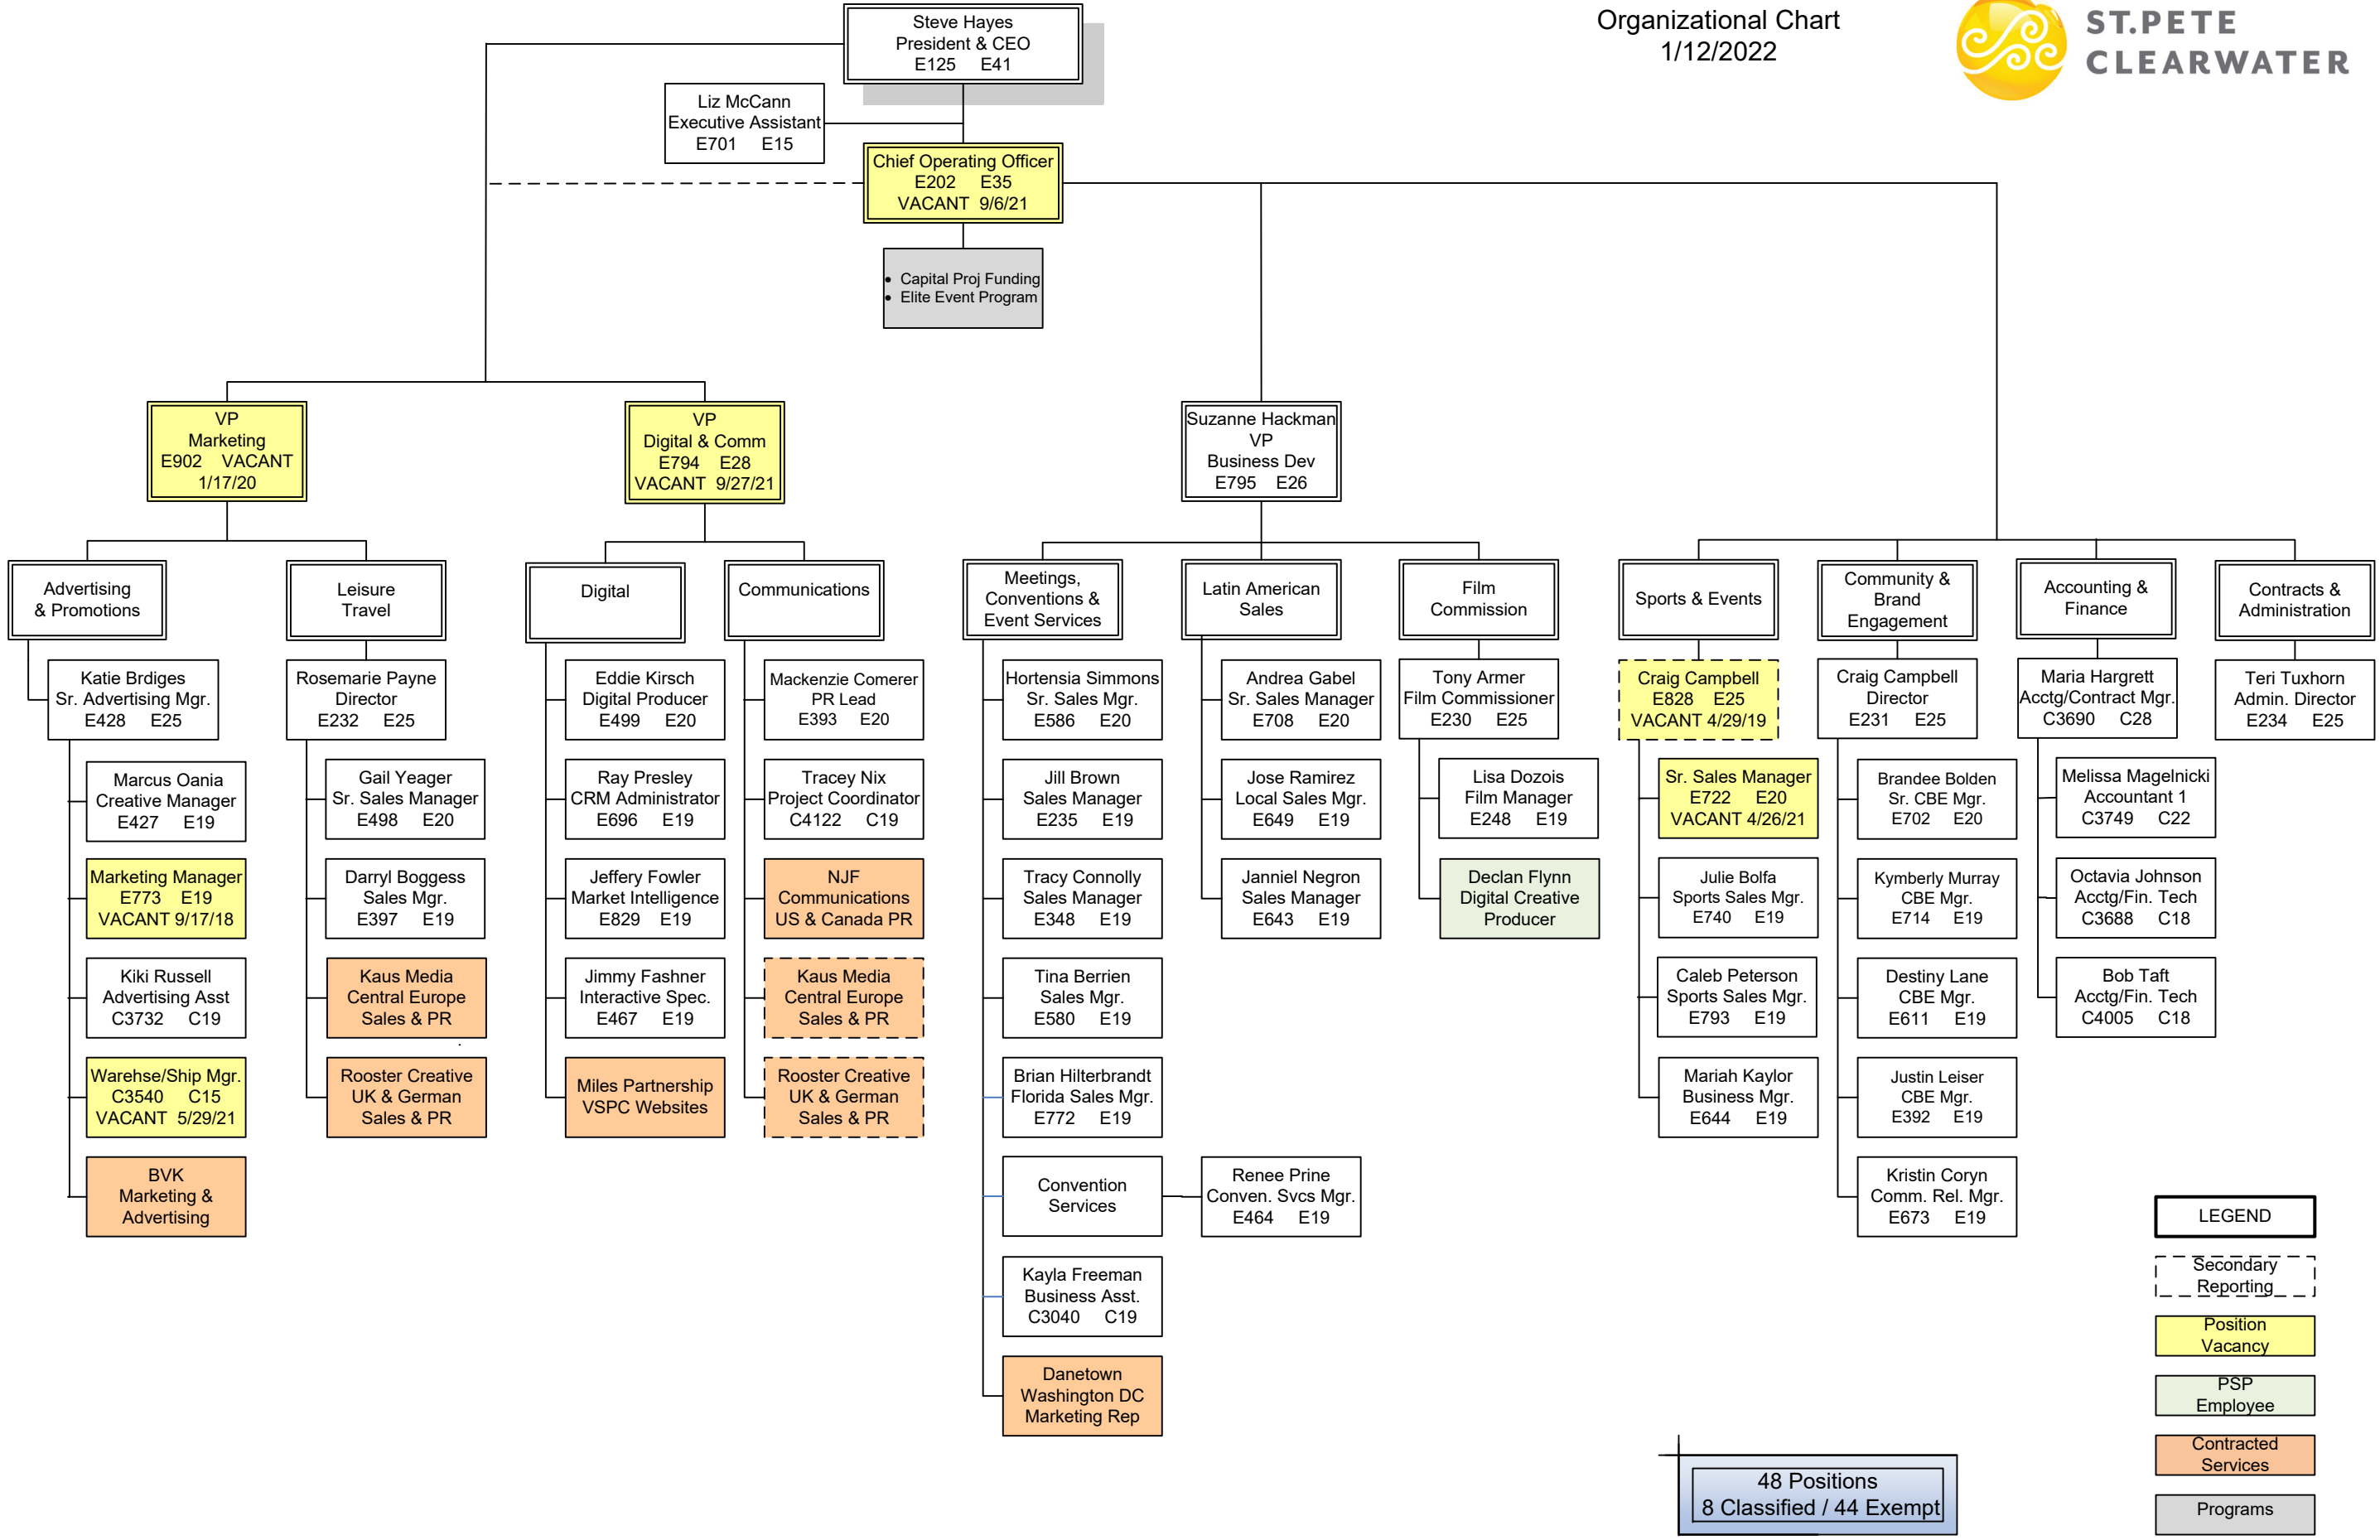 Organizational Chart
1/12/2022
ST.PETE
CLEARWATER
Steve Hayes
President & CEO
E125 E41
Liz McCann
Executive Assistant
E701 E15
Chief Operating Officer
E202 E35
VACANT 9/6/21
• Capital Proj Funding
• Elite Event Program
VP
Marketing
E902 VACANT
1/17/20
VP
Digital & Comm
E794 E28
VACANT 9/27/21
Suzanne Hackman
VP
Business Dev
E795 E26
Advertising
& Promotions
Katie Brdiges
Sr. Advertising Mgr.
E428 E25
Marcus Oania
Creative Manager
E427 E19
Marketing Manager
E773 E19
VACANT 9/17/18
Kiki Russell
Advertising Asst
C3732 C19
Warehse/Ship Mgr.
C3540 C15
VACANT 5/29/21
BVK
Marketing &
Advertising
Leisure
Travel
Rosemarie Payne
Director
E232 E25
Gail Yeager
Sr. Sales Manager
E498 E20
Darryl Boggess
Sales Mgr.
E397 E19
Kaus Media
Central Europe
Sales & PR
Rooster Creative
UK & German
Sales & PR
Digital
Eddie Kirsch
Digital Producer
E499 E20
Ray Presley
CRM Administrator
E696 E19
Jeffery Fowler
Market Intelligence
E829 E19
Jimmy Fashner
Interactive Spec.
E467 E19
Miles Partnership
VSPC Websites
Communications
Mackenzie Comerer
PR Lead
E393 E20
Tracey Nix
Project Coordinator
C4122 C19
NJF
Communications
US & Canada PR
Kaus Media
Central Europe
Sales & PR
Rooster Creative
UK & German
Sales & PR
Meetings,
Conventions &
Event Services
Hortensia Simmons
Sr. Sales Mgr.
E586 E20
Jill Brown
Sales Manager
E235 E19
Tracy Connolly
Sales Manager
E348 E19
Tina Berrien
Sales Mgr.
E580 E19
Brian Hilterbrandt
Florida Sales Mgr.
E772 E19
Convention
Services
Renee Prine
Conven. Svcs Mgr.
E464 E19
Kayla Freeman
Business Asst.
C3040 C19
Danetown
Washington DC
Marketing Rep
Latin American
Sales
Andrea Gabel
Sr. Sales Manager
E708 E20
Jose Ramirez
Local Sales Mgr.
E649 E19
Janniel Negron
Sales Manager
E643 E19
Film
Commission
Tony Armer
Film Commissioner
E230 E25
Lisa Dozois
Film Manager
E248 E19
Declan Flynn
Digital Creative
Producer
Sports & Events
Craig Campbell
E828 E25
VACANT 4/29/19
Sr. Sales Manager
E722 E20
VACANT 4/26/21
Julie Bolfa
Sports Sales Mgr.
E740 E19
Caleb Peterson
Sports Sales Mgr.
E793 E19
Mariah Kaylor
Business Mgr.
E644 E19
Community &
Brand
Engagement
Craig Campbell
Director
E231 E25
Brandee Bolden
Sr. CBE Mgr.
E702 E20
Kymberly Murray
CBE Mgr.
E714 E19
Destiny Lane
CBE Mgr.
E611 E19
Justin Leiser
CBE Mgr.
E392 E19
Kristin Coryn
Comm. Rel. Mgr.
E673 E19
Accounting &
Finance
Maria Hargrett
Acctg/Contract Mgr.
C3690 C28
Melissa Magelnicki
Accountant 1
C3749 C22
Octavia Johnson
Acctg/Fin. Tech
C3688 C18
Bob Taft
Acctg/Fin. Tech
C4005 C18
Contracts &
Administration
Teri Tuxhorn
Admin. Director
E234 E25
LEGEND
Secondary
Reporting
Position
Vacancy
PSP
Employee
Contracted
Services
Programs
48 Positions
8 Classified / 44 Exempt